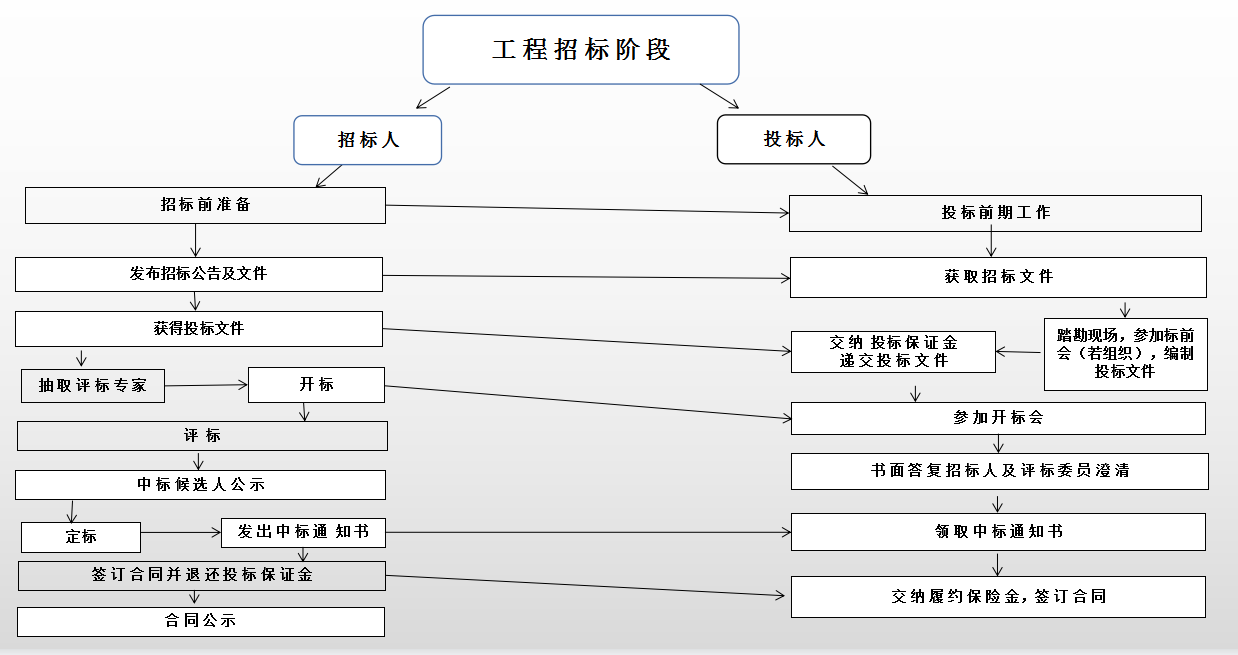 工程招标阶段
招标人
投标人
招标前准备
投标前期工作
发布招标公告及文件
获取招标文件
获得投标文件
交纳 投标保证金
递交投标文件
踏勘现场，参加标前
会（若组织），编制
投标文件
抽取评标专家
开标
参加开标会
评标
书面答复招标人及评标委员澄清
中标候选人公示
定标
发出中标通 知书
领取中标通知书
签订合同并退还投标保证金
交纳履约保险金，签订合同
合同公示